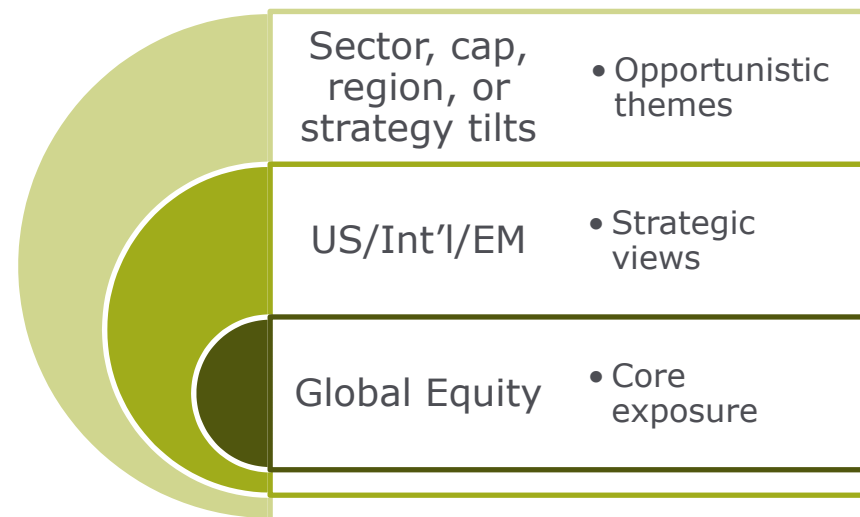 Sector, cap,
region, or
strategy tilts
• Opportunistic
themes
US/Int’l/EM
• Strategic
views
Global Equity
• Core
exposure